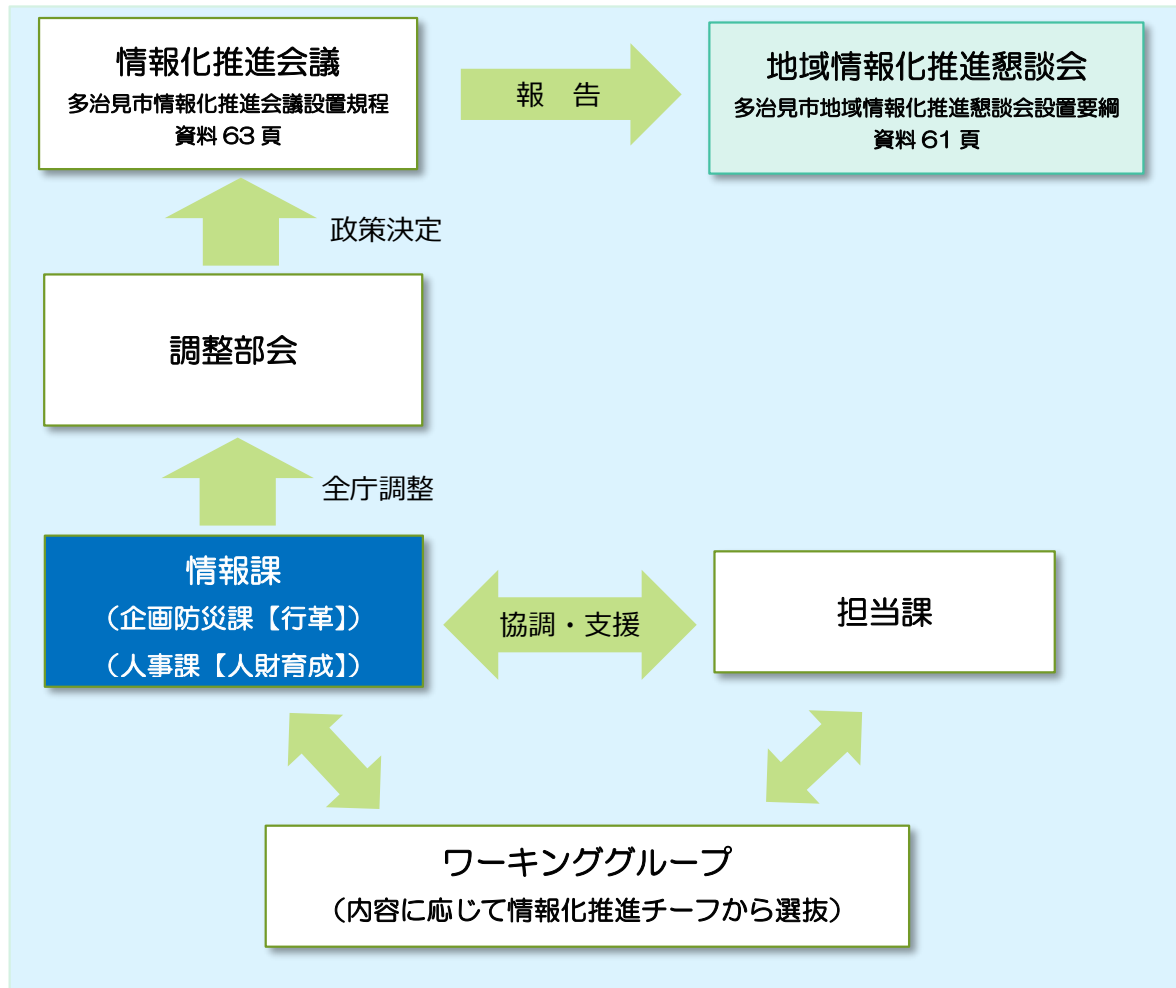 情報化推進会議
多治見市情報化推進会議設置規程
資料 63 頁
報　告
地域情報化推進懇談会
多治見市地域情報化推進懇談会設置要綱
資料 61 頁
政策決定
調整部会
全庁調整
情報課
（企画防災課【行革】）
（人事課【人財育成】）
協調・支援
担当課
ワーキンググループ
（内容に応じて情報化推進チーフから選抜）